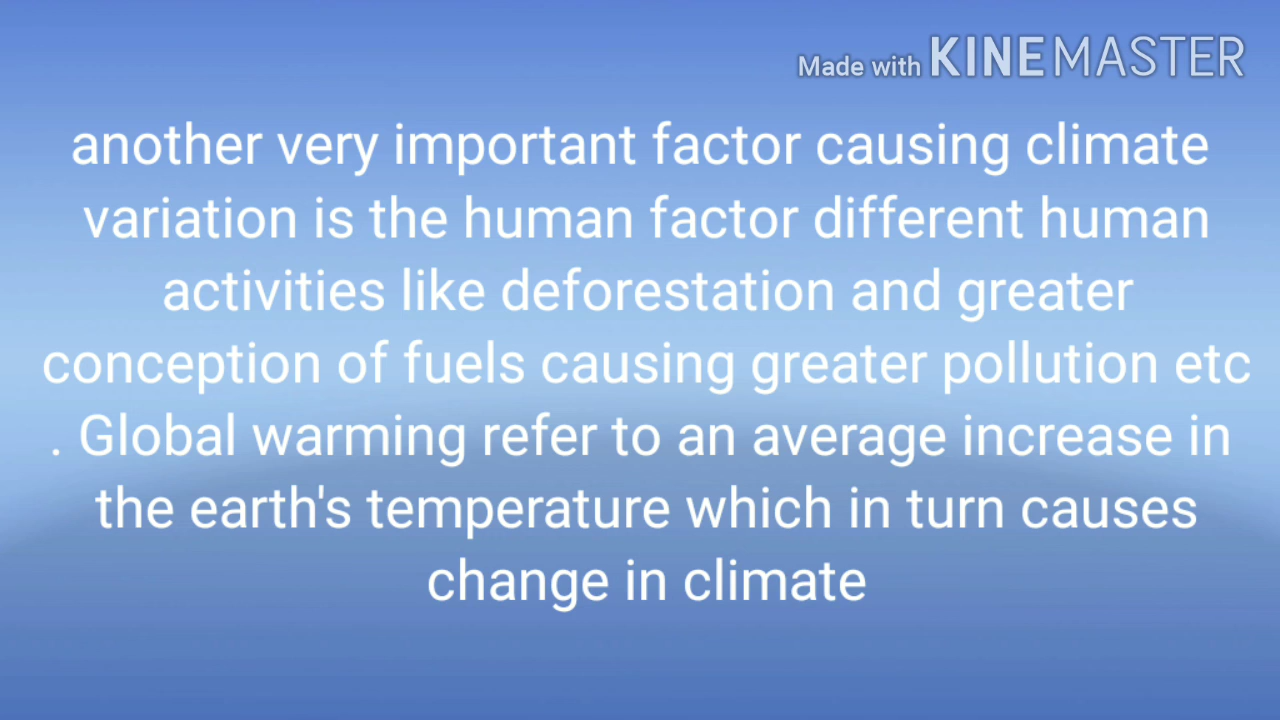 Made with KINEMASTER
another very important factor causing climate
variation is the human factor different human
activities like deforestation and greater
conception of fuels causing greater pollution etc
. Global warming refer to an average increase in
the earth's temperature which in turn causes
change in climate